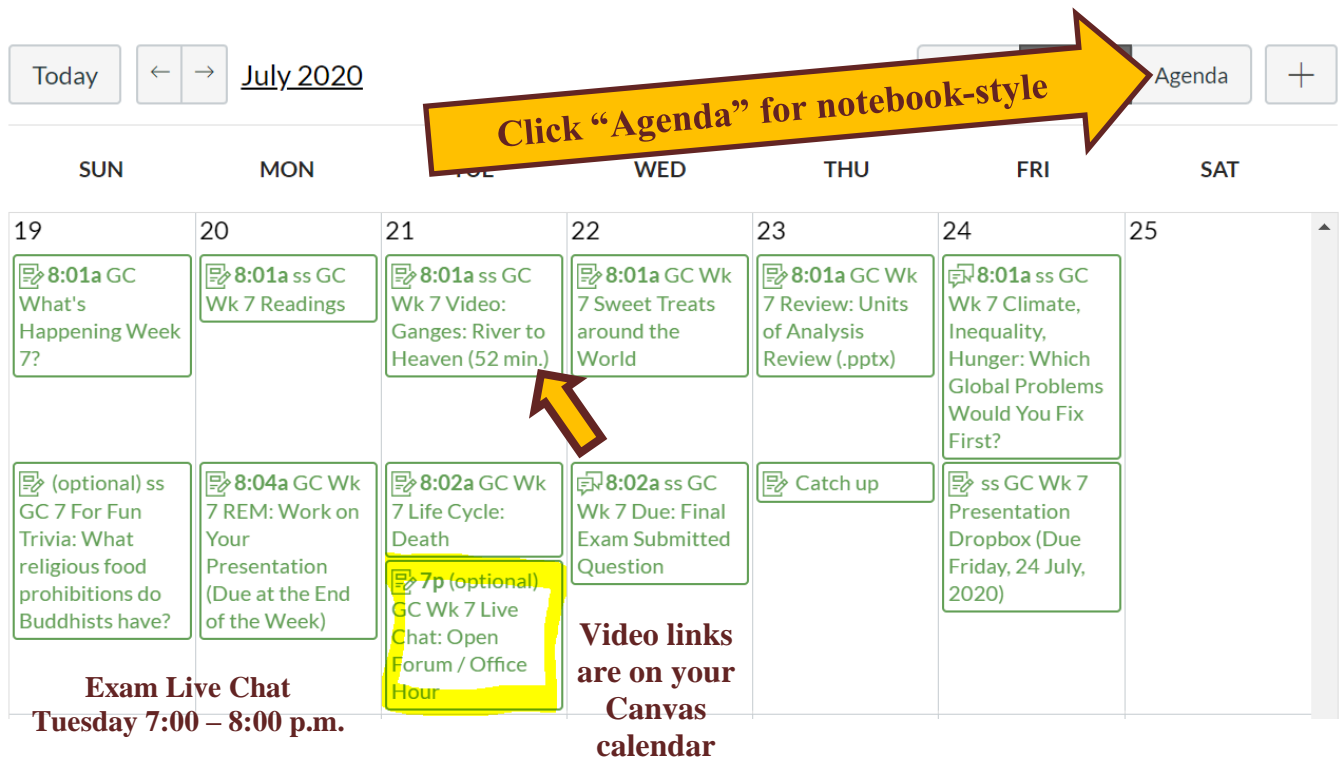 Today ← → July 2020
Agenda +
Click “Agenda” for notebook-style
SUN MON TUE WED THU FRI SAT
19 20 21 22 23 24 25
8:01a GC
What's
Happening Week
7?
8:01a ss GC
Wk 7 Readings
8:01a ss GC
Wk 7 Video:
Ganges: River to
Heaven (52 min.)
8:01a GC Wk
7 Sweet Treats
around the
World
8:01a GC Wk
7 Review: Units
of Analysis
Review (.pptx)
8:01a ss GC
Wk 7 Climate,
Inequality,
Hunger: Which
Global Problems
Would You Fix
First?
(optional) ss
GC 7 For Fun
Trivia: What
religious food
prohibitions do
Buddhists have?
8:04a GC Wk
7 REM: Work on
Your
Presentation
(Due at the End
of the Week)
8:02a GC Wk
7 Life Cycle:
Death
7p (optional)
GC Wk 7 Live
Chat: Open
Forum / Office
Hour
8:02a ss GC
Wk 7 Due: Final
Exam Submitted
Question
Catch up
ss GC Wk 7
Presentation
Dropbox (Due
Friday, 24 July,
2020)
Exam Live Chat
Tuesday 7:00 – 8:00 p.m.
Video links
are on your
Canvas
calendar